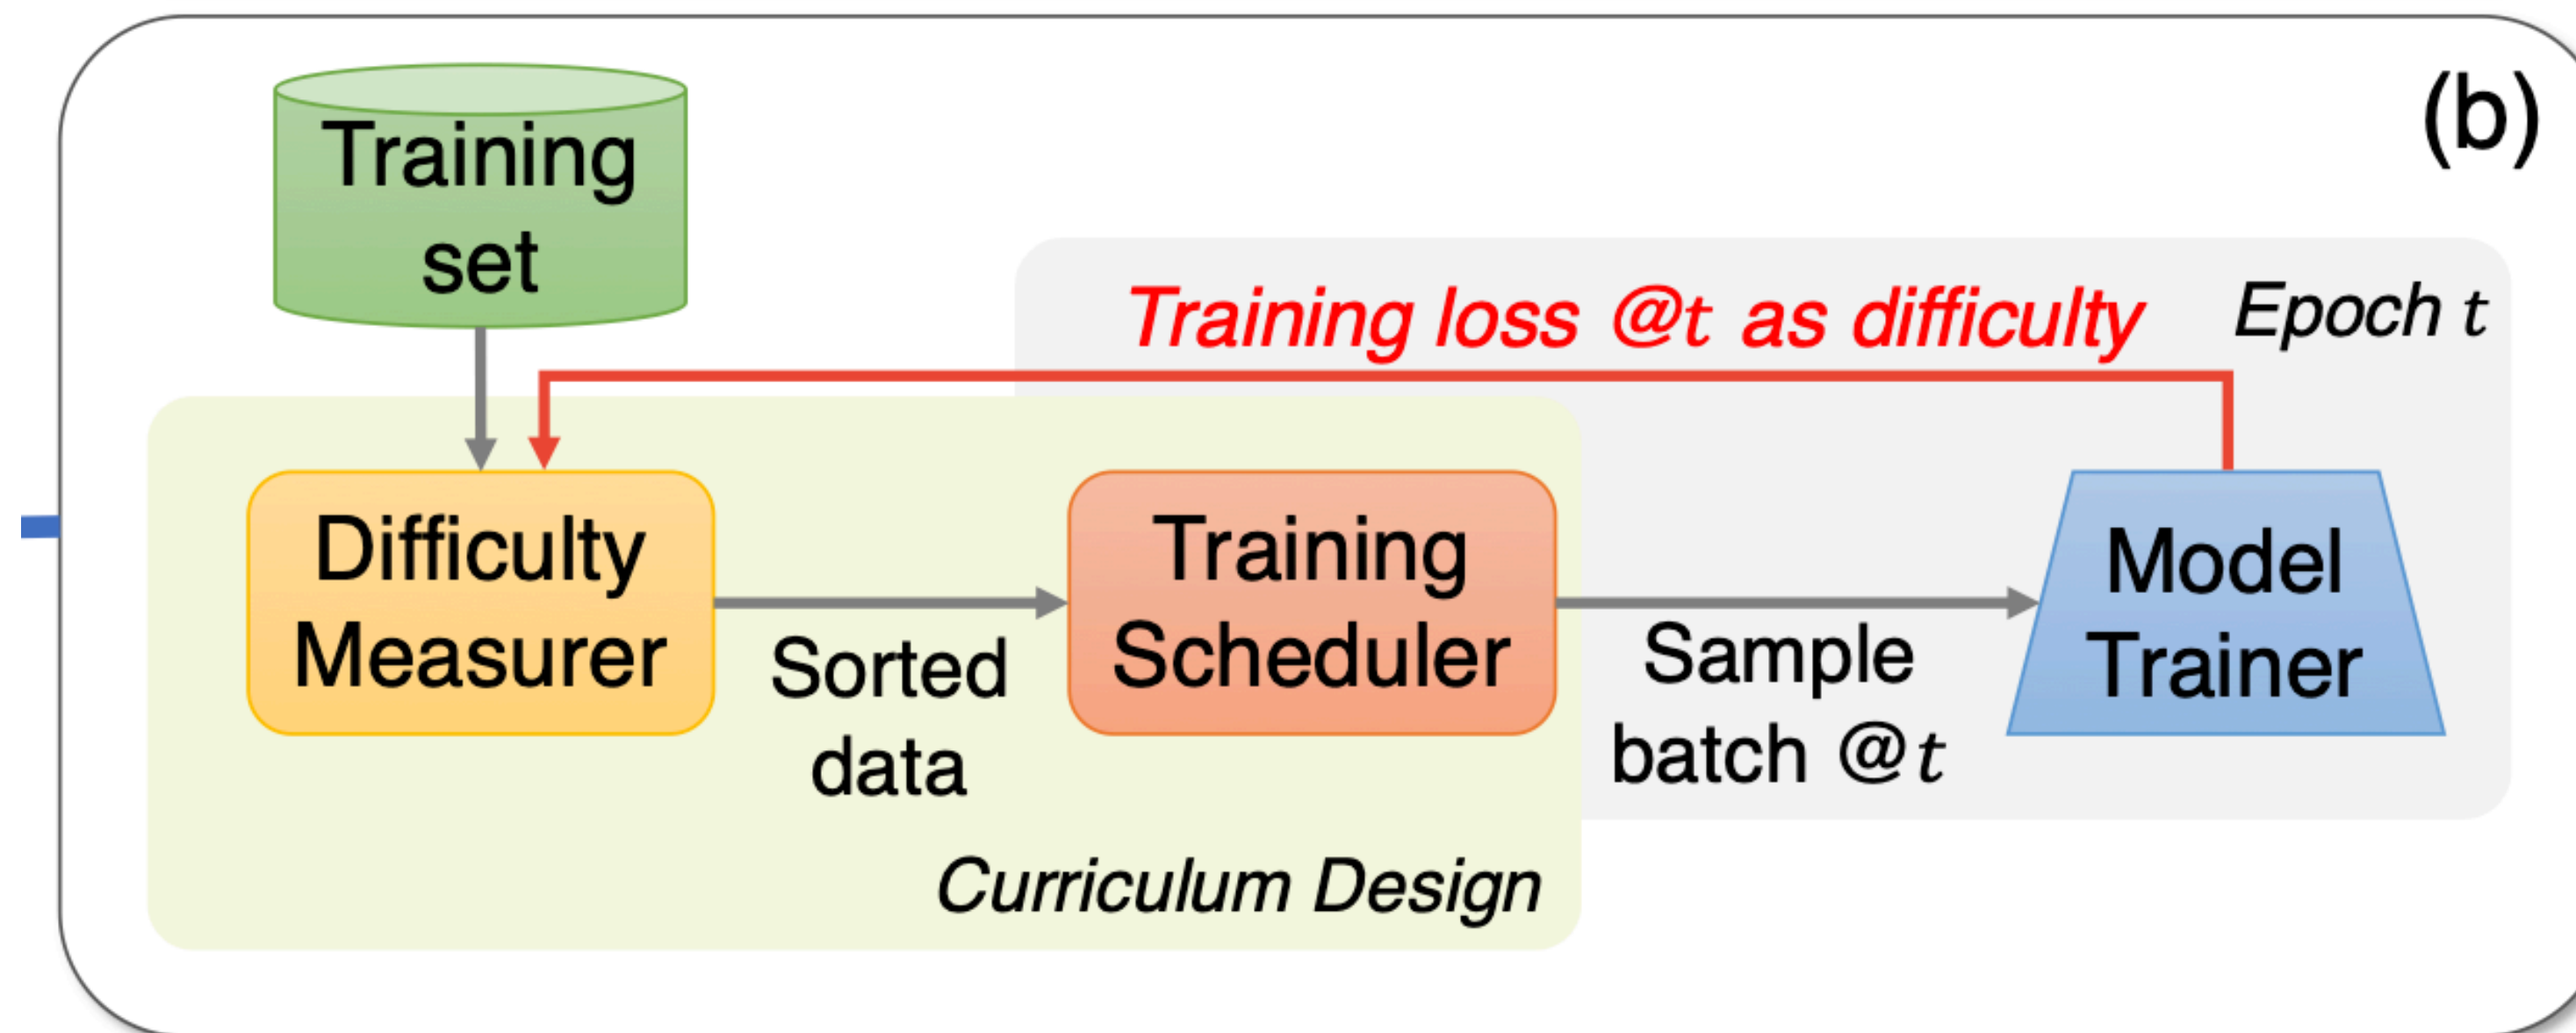 (b)
Training
set
Training loss @t as difficulty
Epoch t
Difficulty
Measurer
Sorted
data
Training
Scheduler
Sample
batch @t
Model
Trainer
Curriculum Design